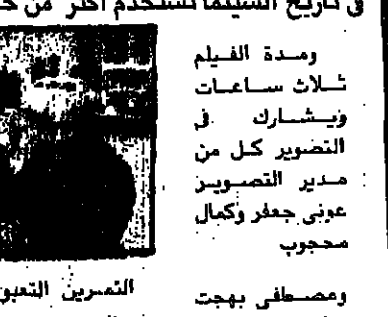 في تاريخ السينما تستخدم أكثر من
ومدة الفيلم
ثلاث ساعات
ويشارك في
التصوير كل من
مدير التصوير
عونى جعفر وكمال
محجوب
ومصطفى بهجت
التمرين